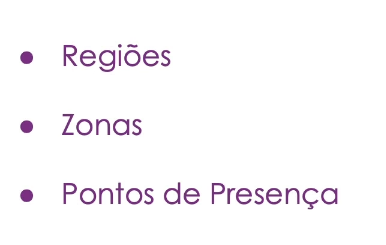 ● Regiões
● Zonas
● Pontos de Presença